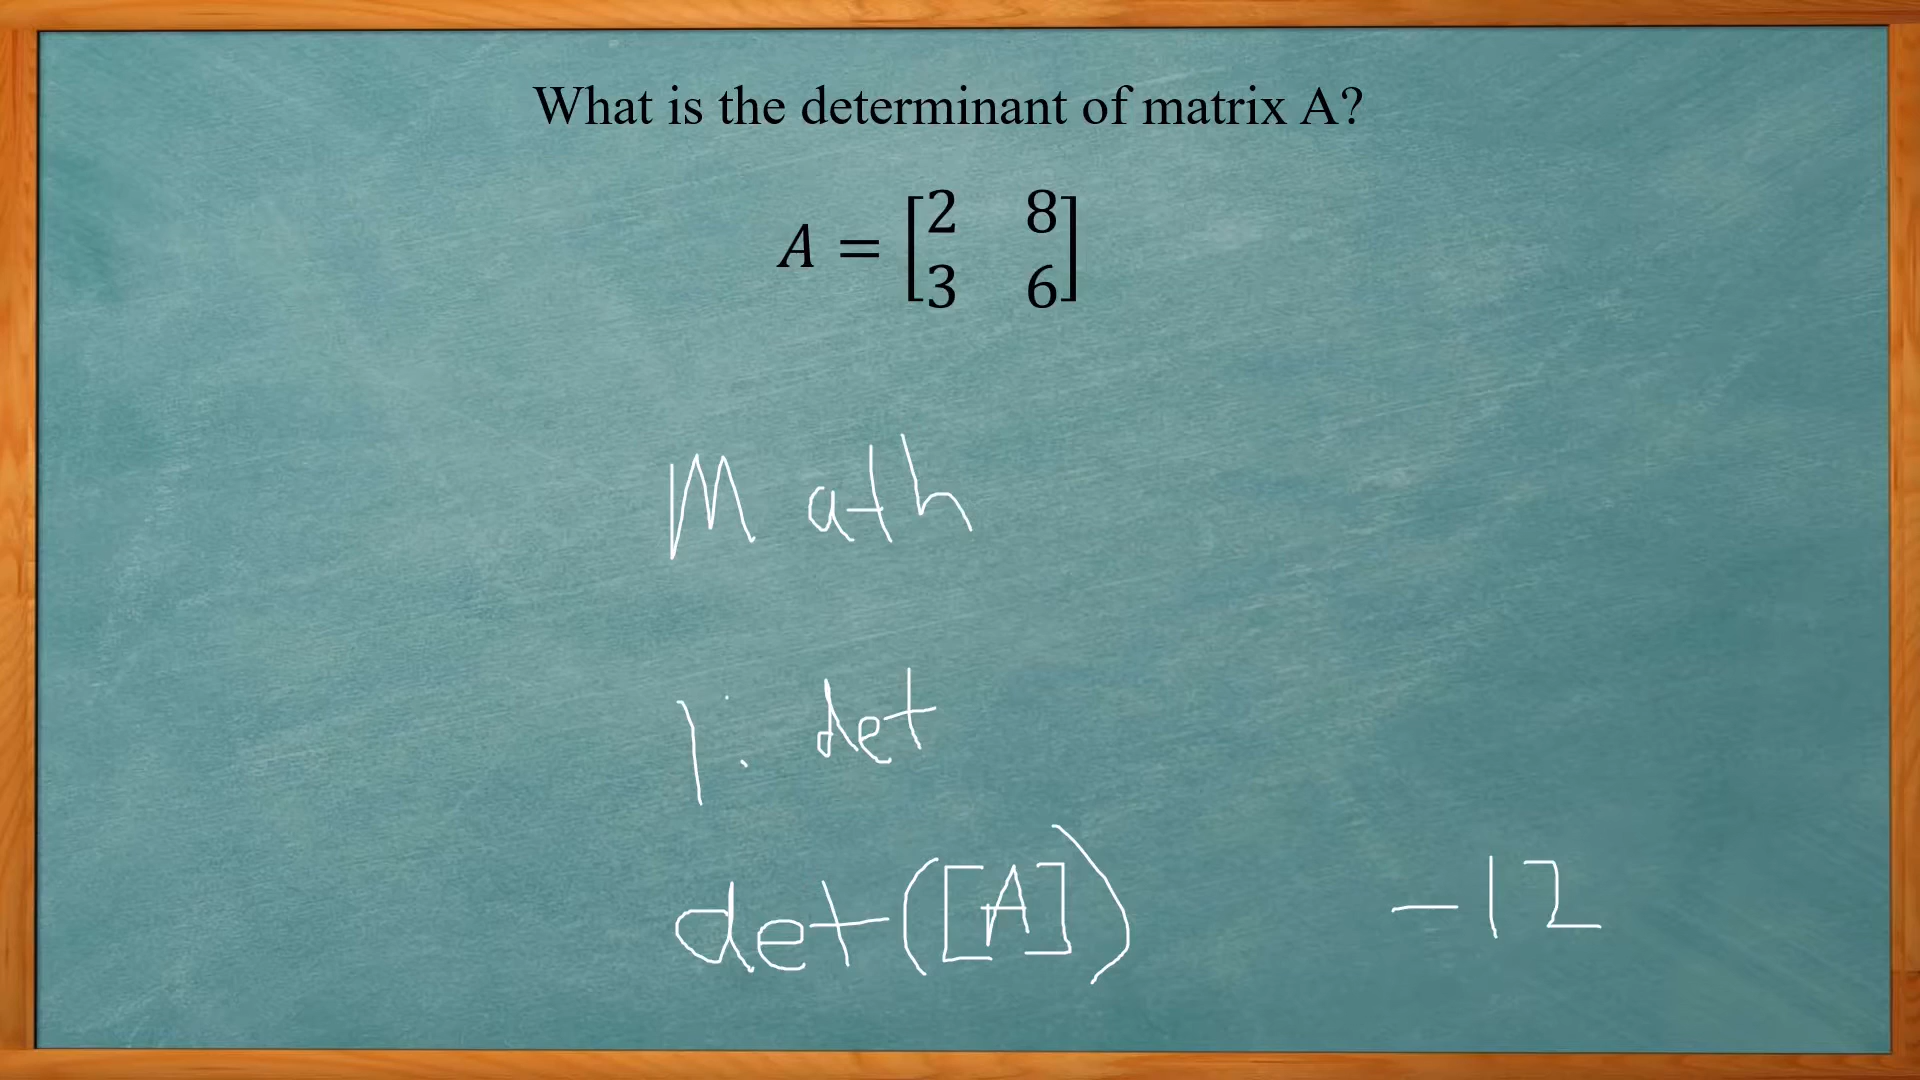 What is the determinant of matrix A?
A = [2 8
3 6]
Math
1: det
det([A]) -12